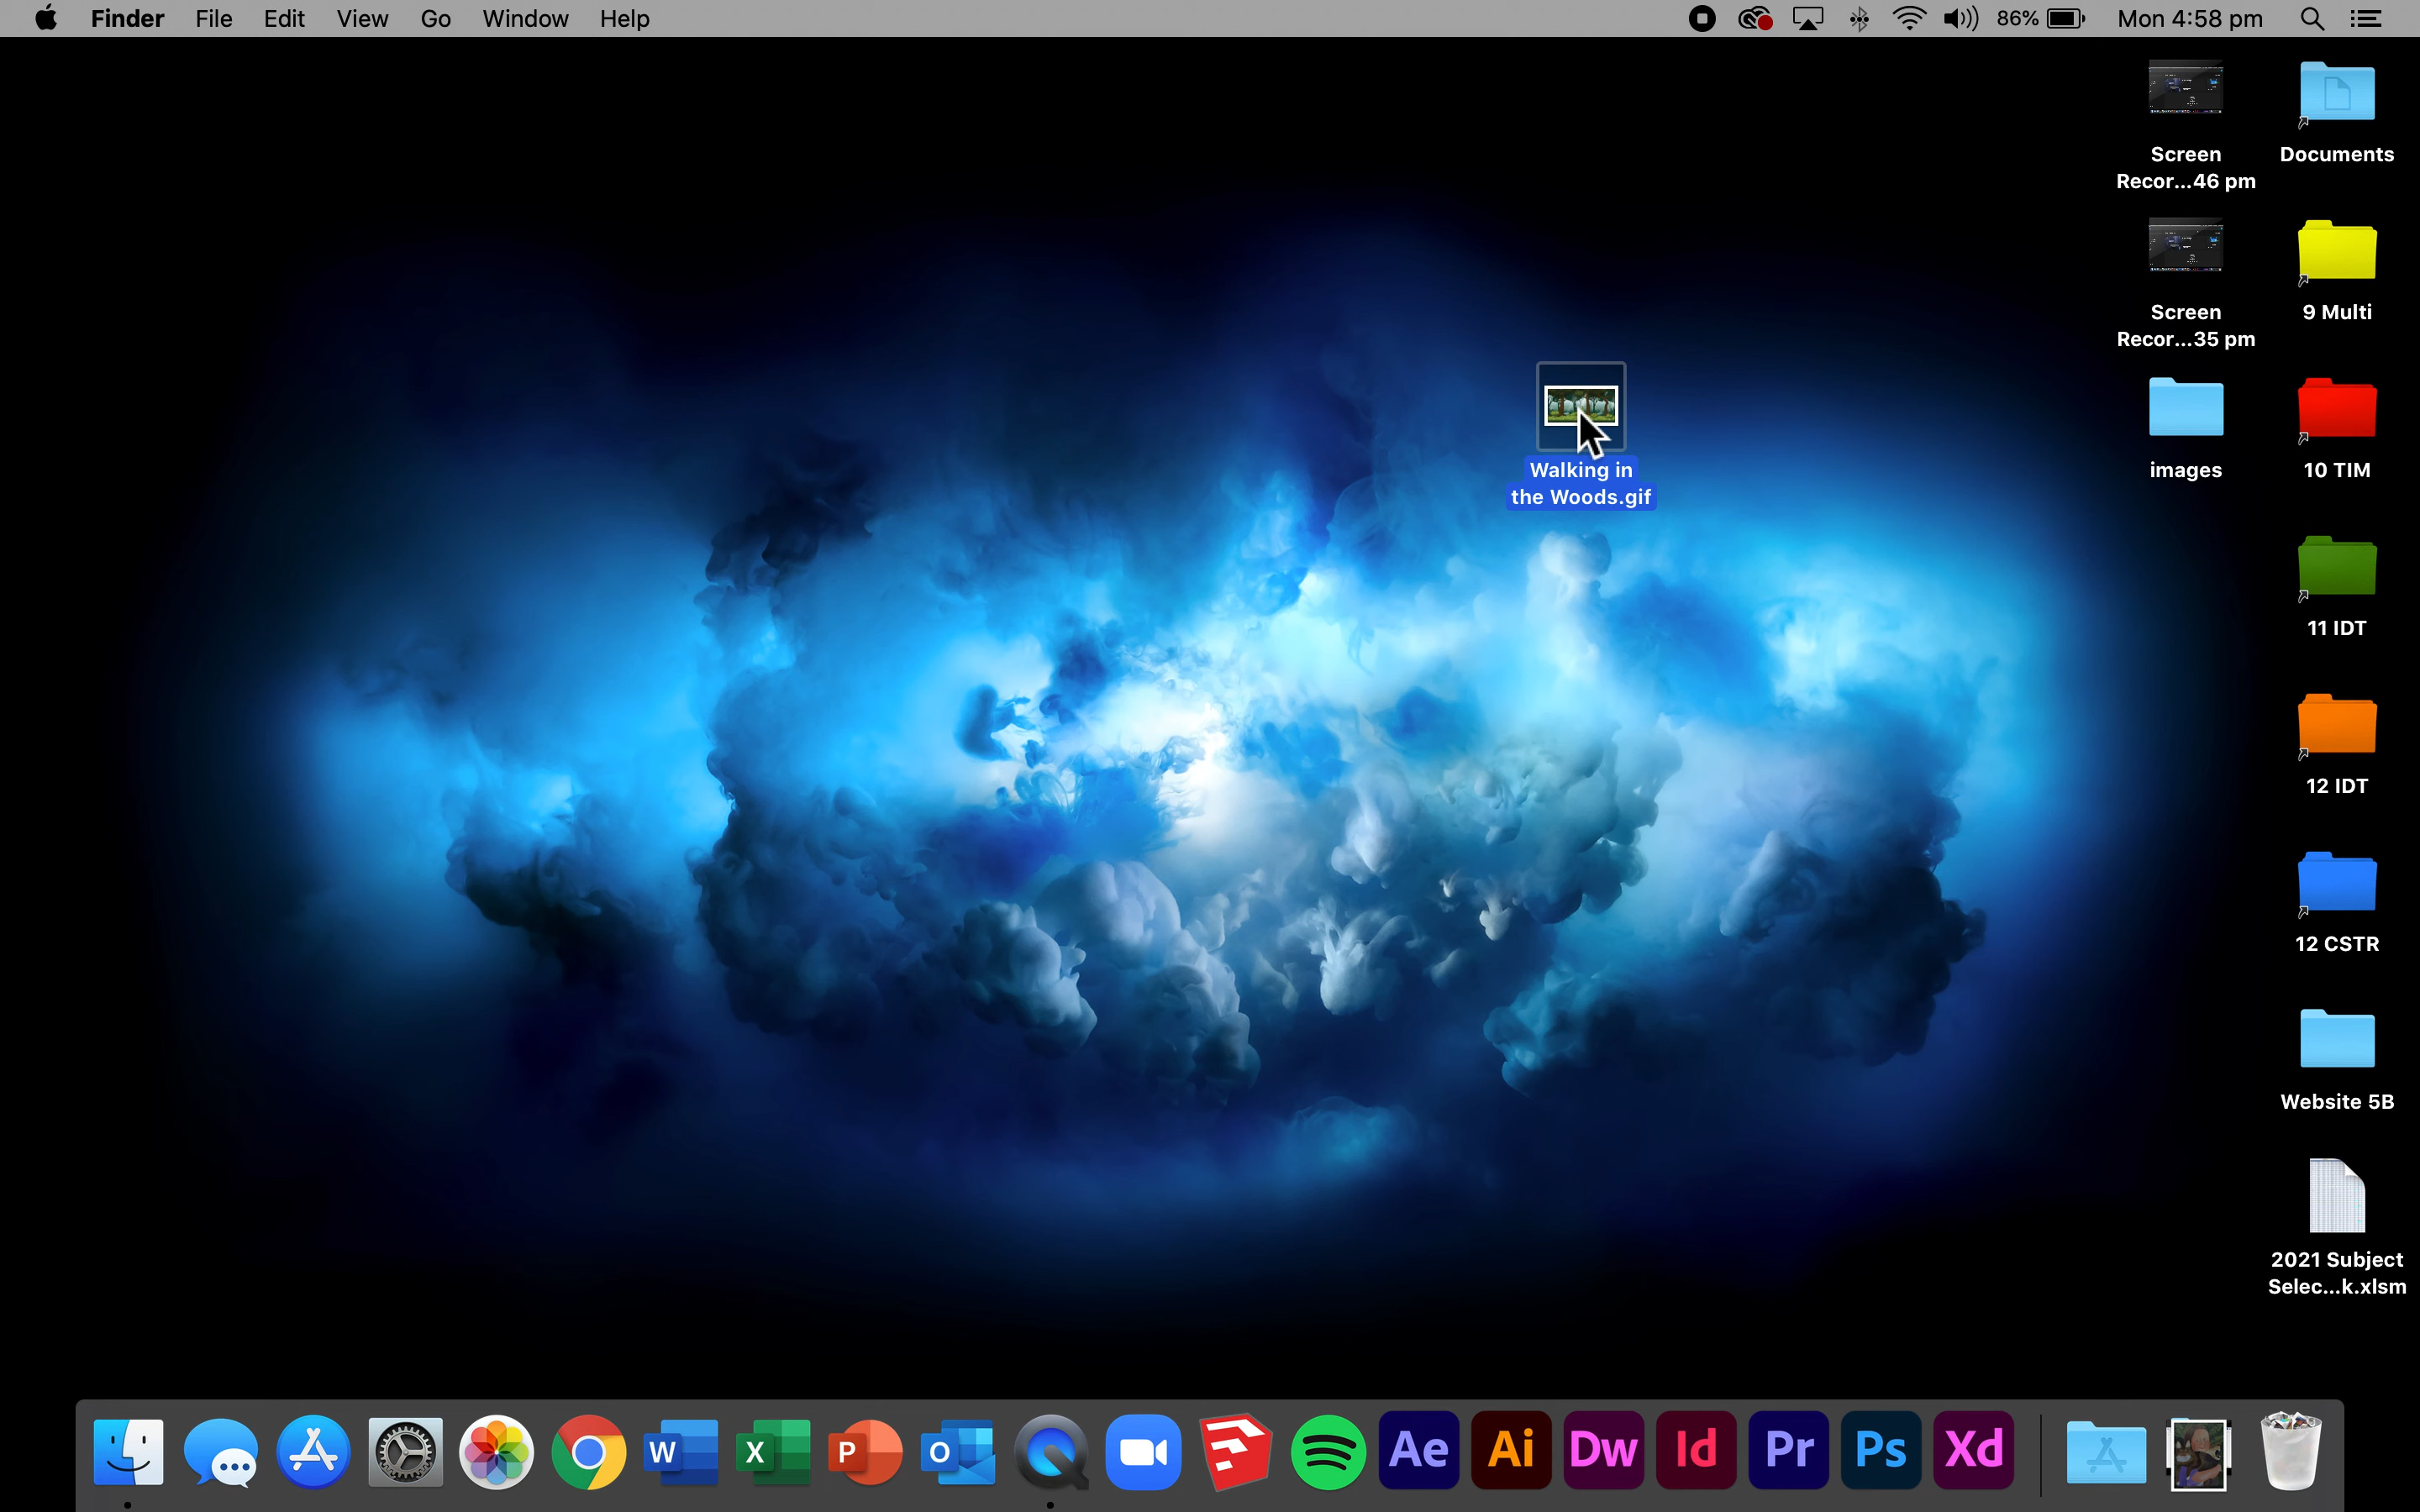 Finder File Edit View Go Window Help 86% Mon 4:58 pm
Screen
Recor...46 pm
Documents
Screen
Recor...35 pm
9 Multi
Walking in
the Woods.gif
images
10 TIM
11 IDT
12 IDT
12 CSTR
Website 5B
2021 Subject
Selec...k.xlsm
W X P O Ae Ai Dw Id Pr Ps Xd